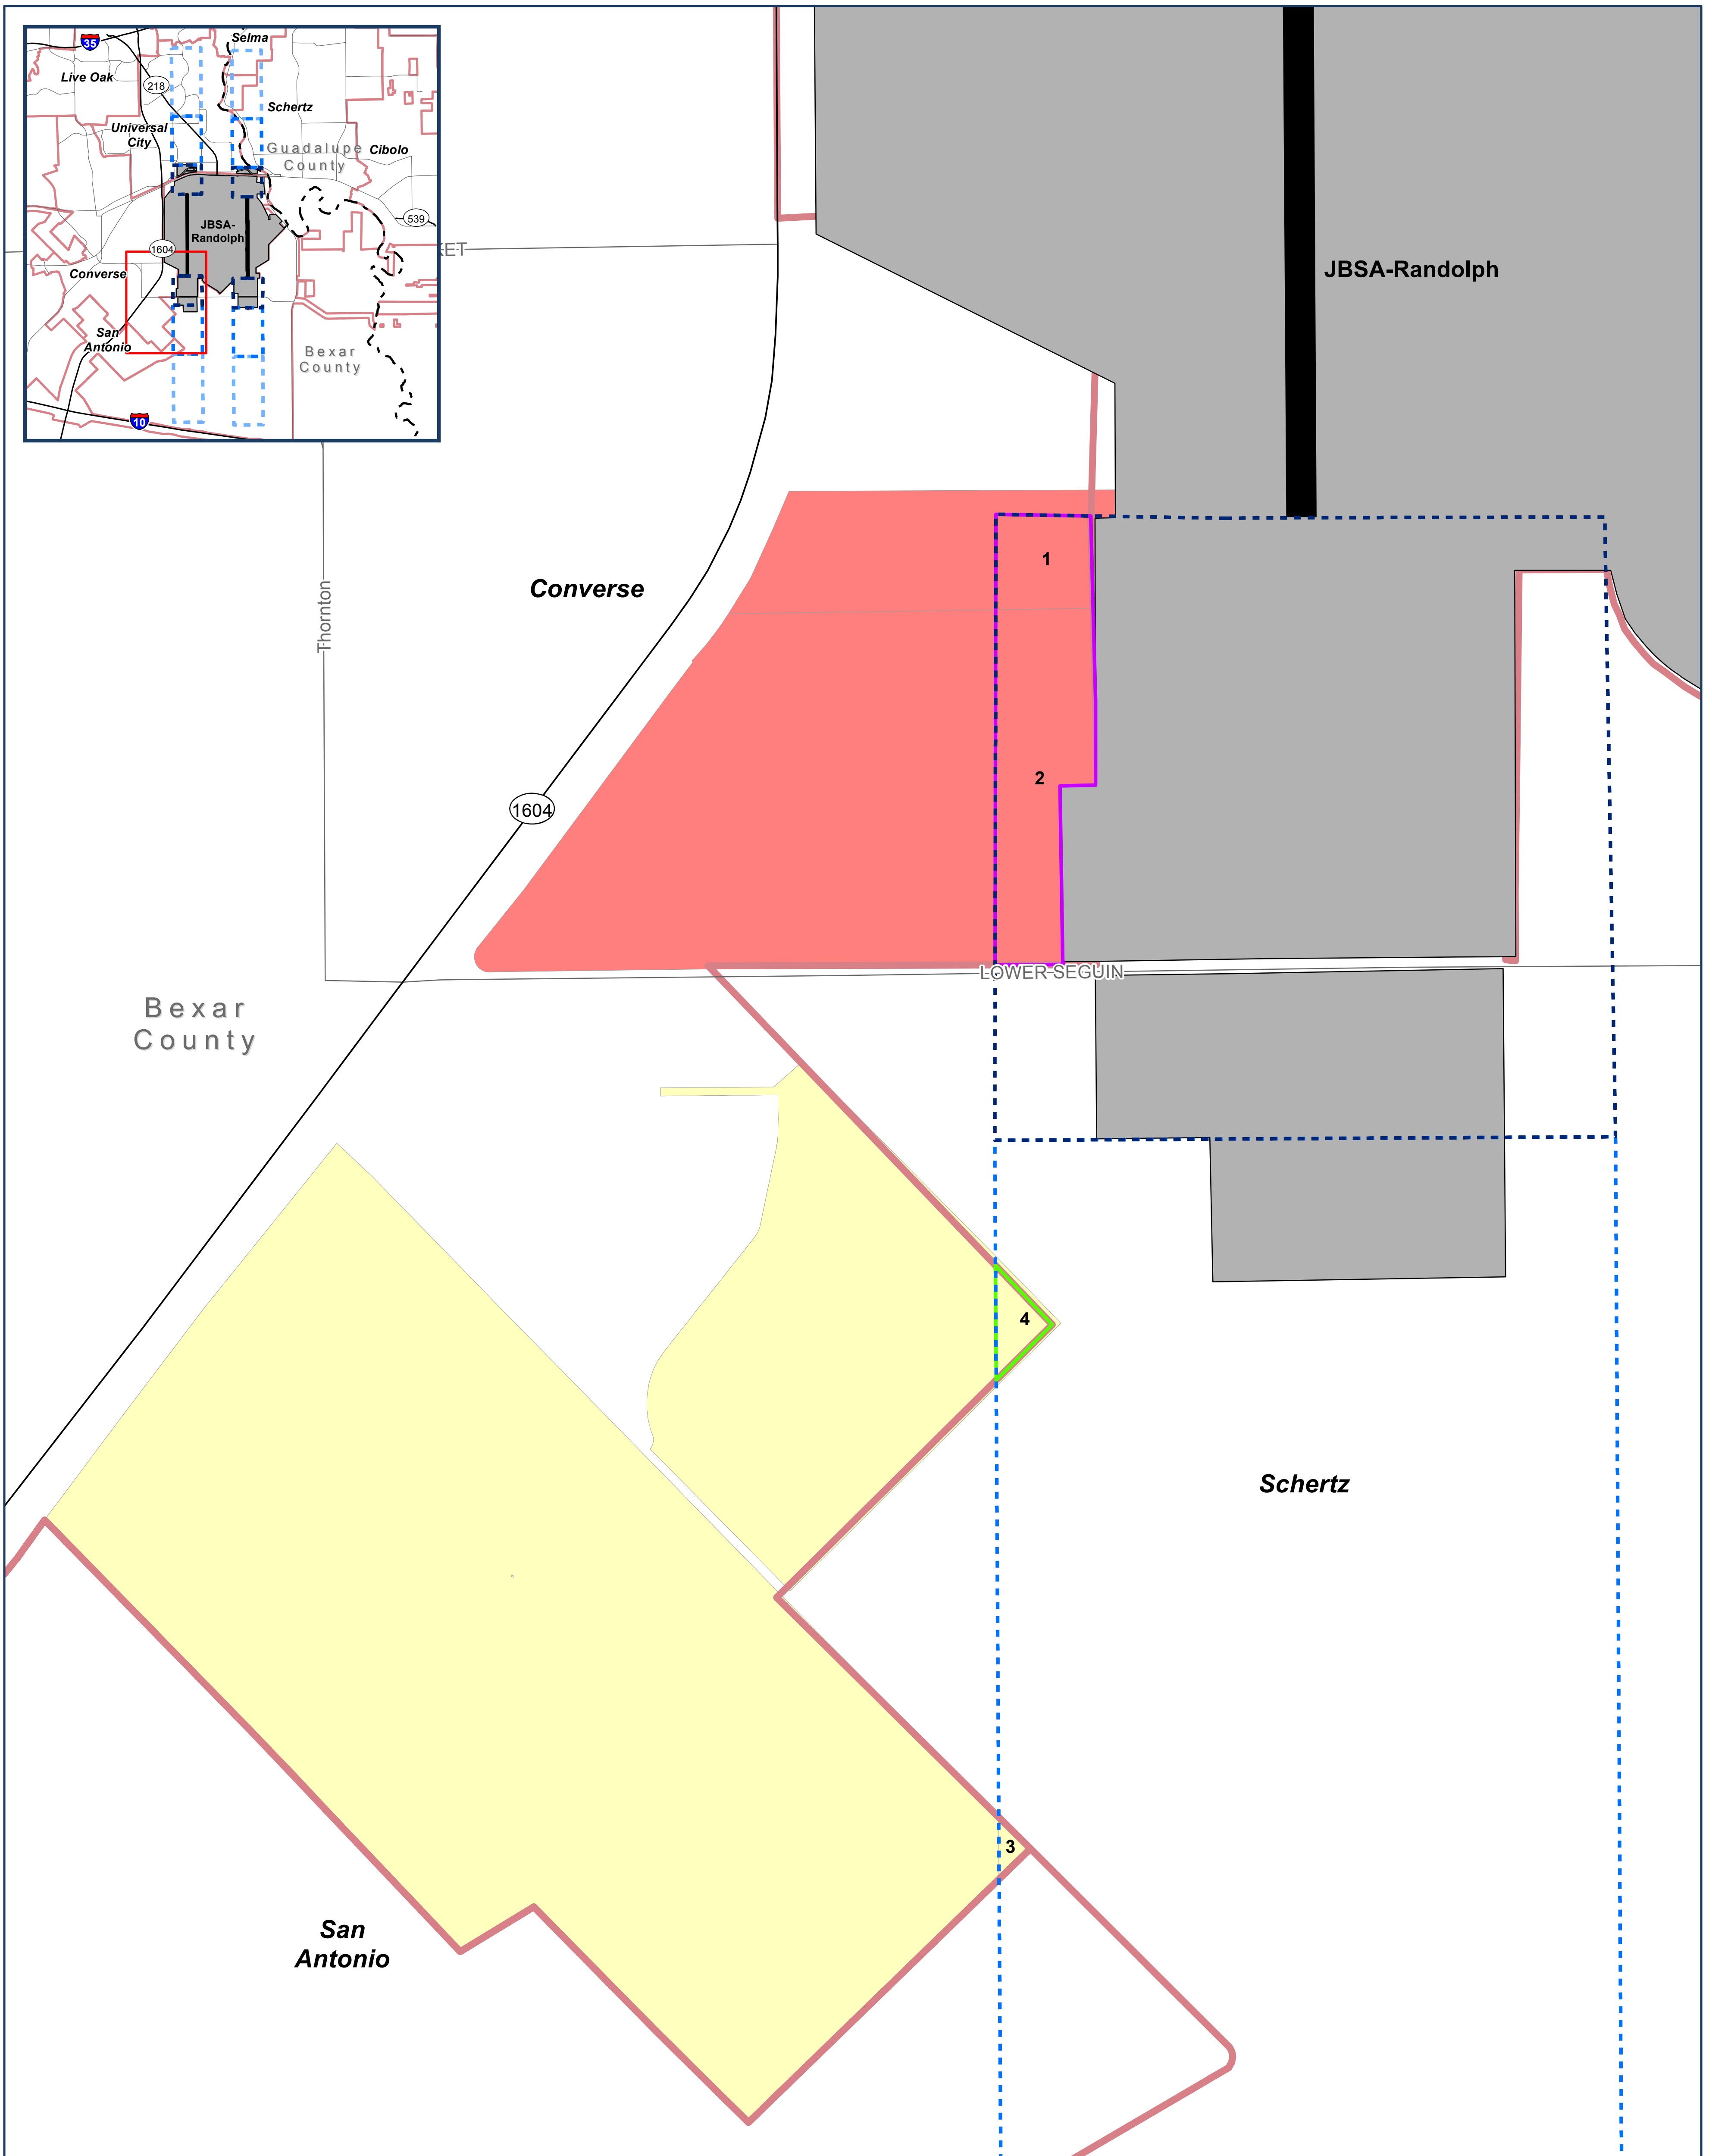 35
Selma
Live Oak
218
Schertz
Universal
City
Guadalupe
County
Cibolo
JBSA-
Randolph
539
1604
Converse
San
Antonio
Bexar
County
10
KET
JBSA-Randolph
1
Converse
Thornton
2
1604
LOWER SEGUIN
Bexar
County
4
Schertz
3
San
Antonio